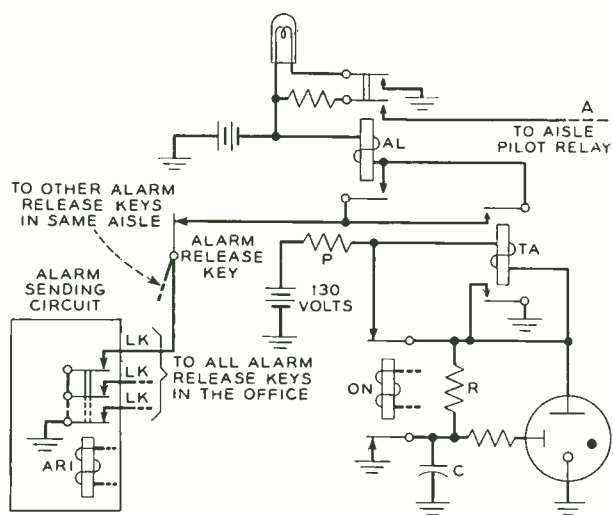 A
TO AISLE
PILOT RELAY
AL
TO OTHER ALARM
RELEASE KEYS
IN SAME AISLE
ALARM
RELEASE
KEY
P
TA
130
VOLTS
ALARM
SENDING
CIRCUIT
LK
LK
LK
TO ALL ALARM
RELEASE KEYS
IN THE OFFICE
ON
R
C
AR1